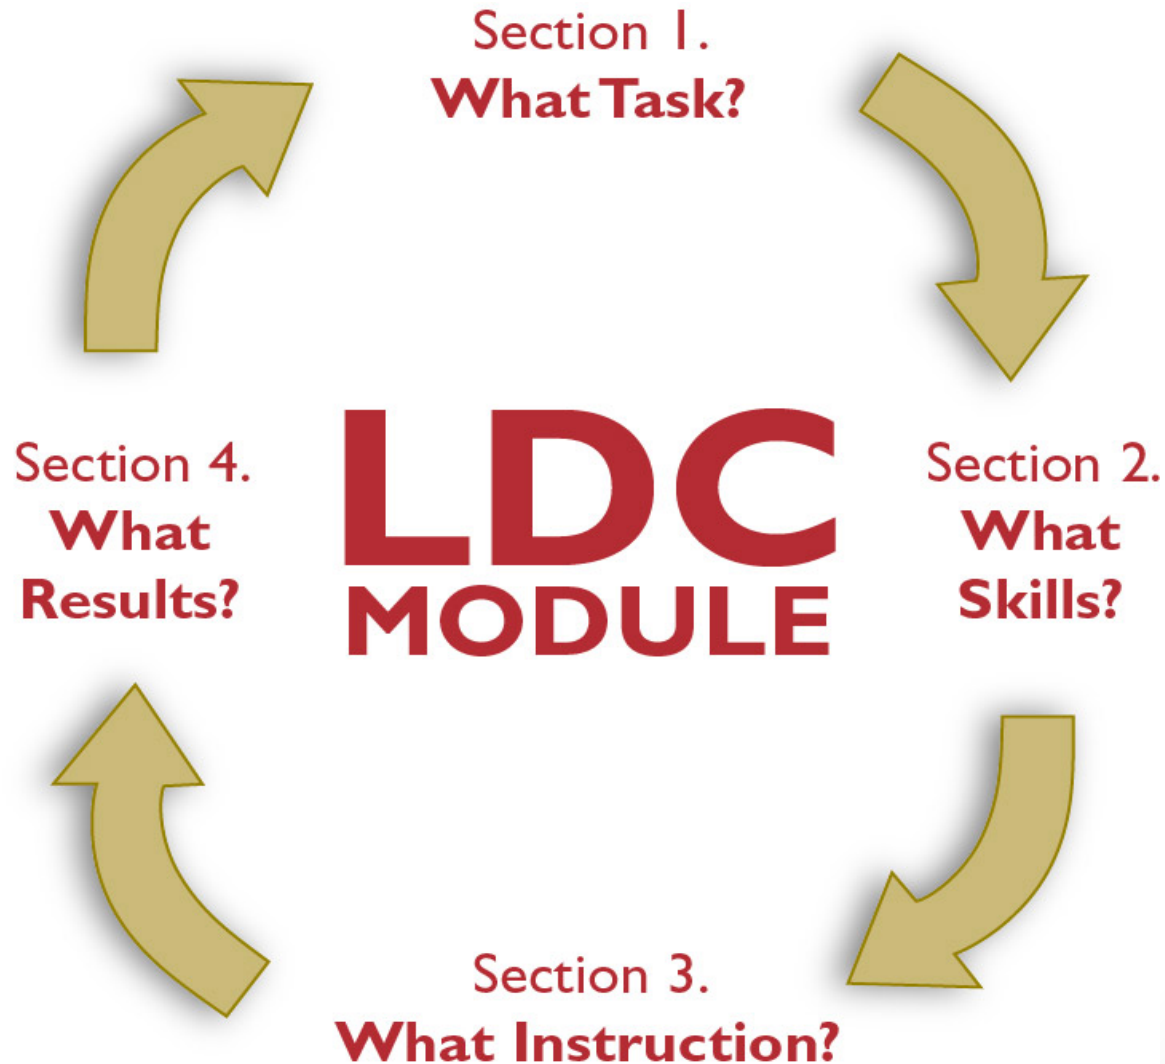 Section 1.
What Task?
Section 2.
What
Skills?
Section 3.
What Instruction?
Section 4.
What
Results?
LDC
MODULE